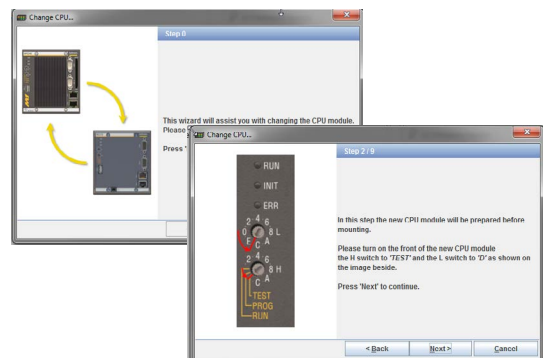 Change CPU...
Step 0
This wizard will assist you with changing the CPU module.
Please
Press '
Change CPU...
Step 2 / 9
RUN
INIT
ERR
2 4 6
0 8 L
E C A
2 4 6
8 H
C A
TEST
PROG
RUN
In this step the new CPU module will be prepared before
mounting.
Please turn on the front of the new CPU module
the H switch to 'TEST' and the L switch to 'D' as shown on
the image beside.
Press 'Next' to continue.
< Back
Next >
Cancel